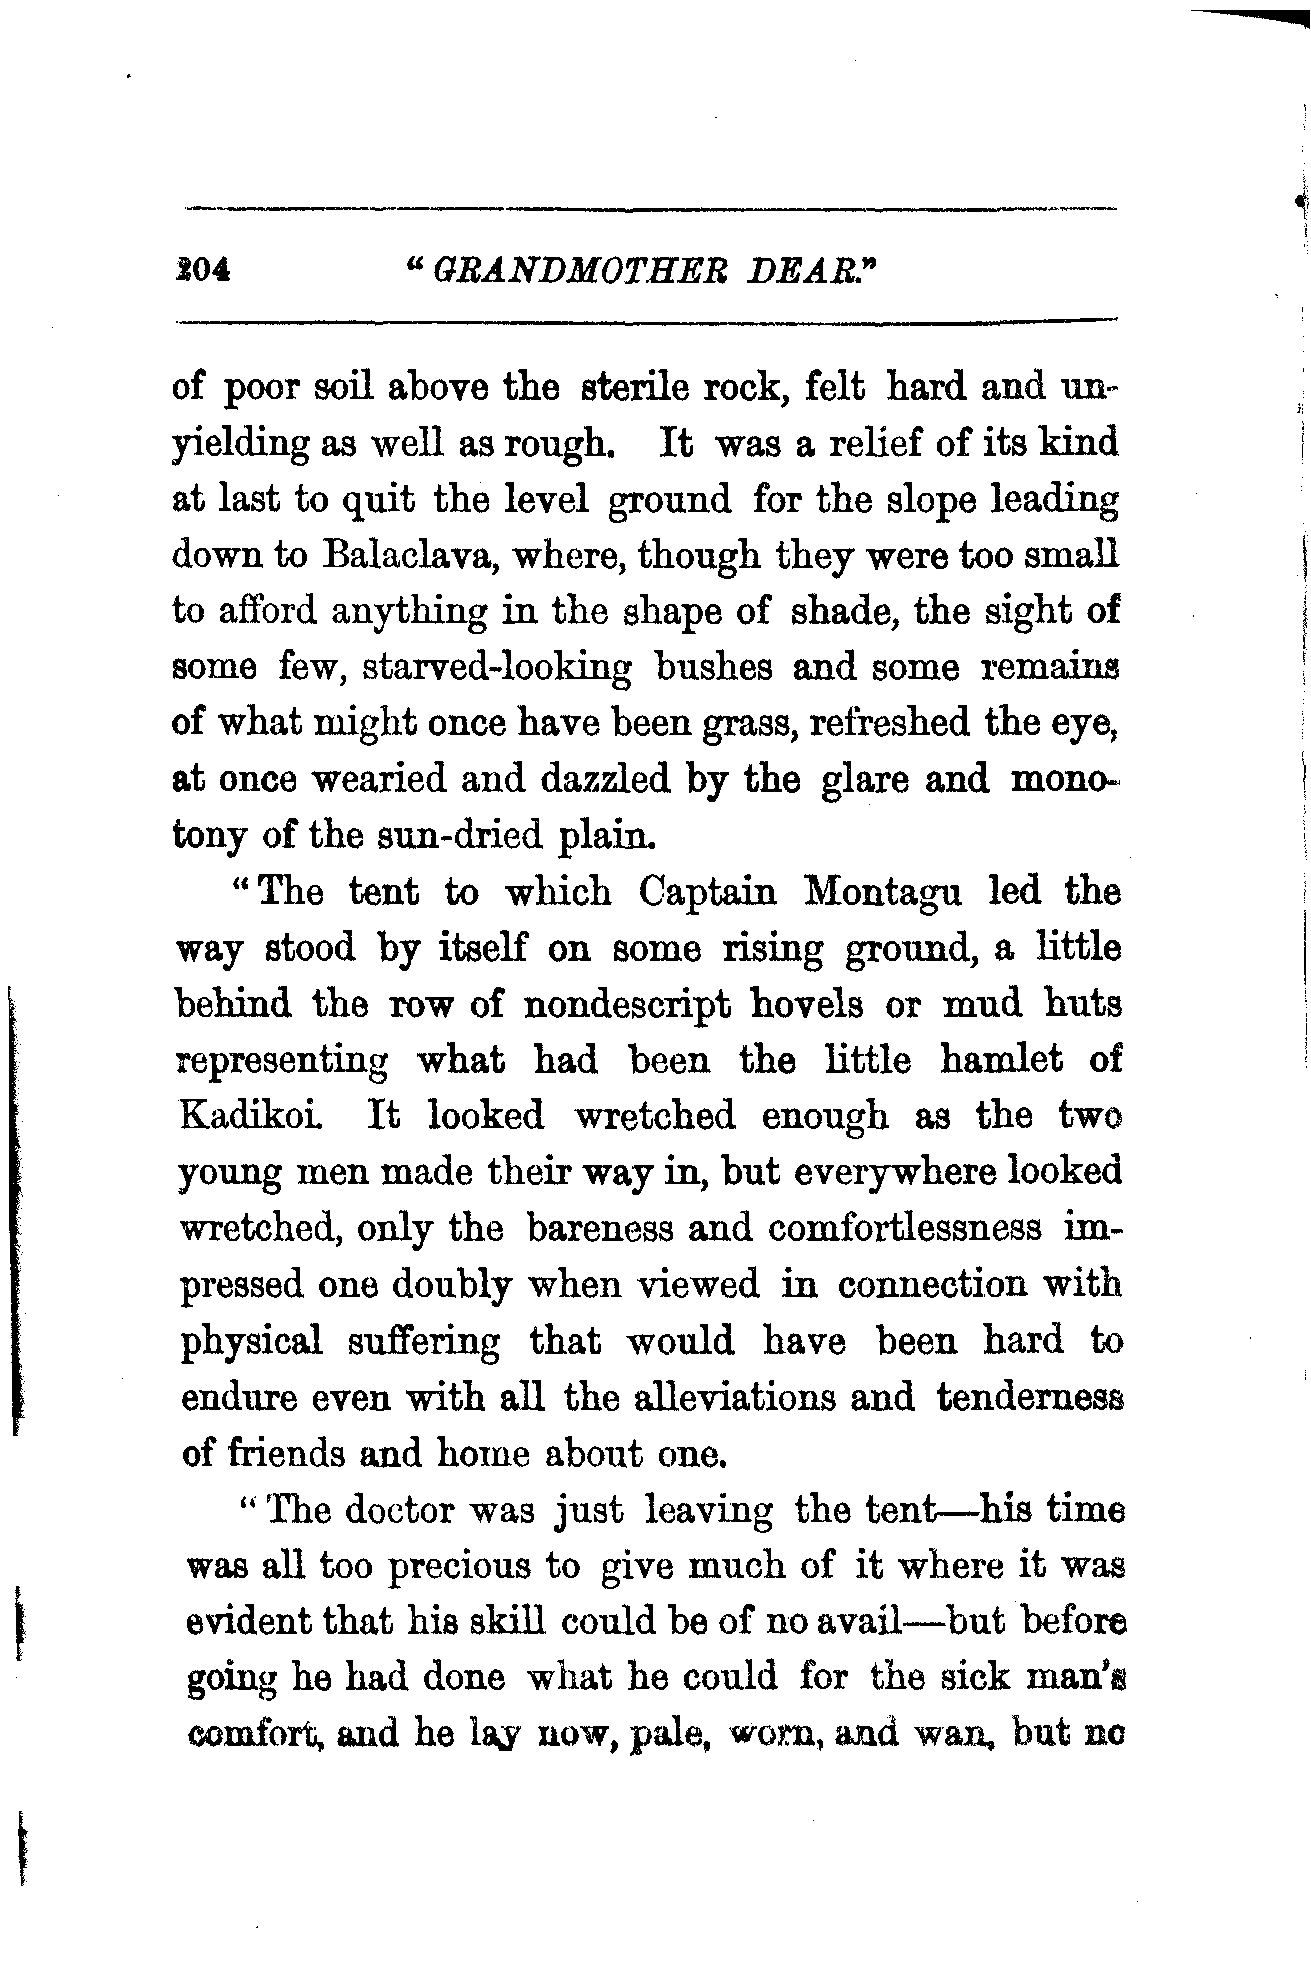 204 “ GRANDMOTHER DEAR.”
of poor soil above the sterile rock, felt hard and un-
yielding as well as rough. It was a relief of its kind
at last to quit the level ground for the slope leading
down to Balaclava, where, though they were too small
to afford anything in the shape of shade, the sight of
some few, starved-looking bushes and some remains
of what might once have been grass, refreshed the eye,
at once wearied and dazzled by the glare and mono-
tony of the sun-dried plain.
“ The tent to which Captain Montagu led the
way stood by itself on some rising ground, a little
behind the row of nondescript hovels or mud huts
representing what had been the little hamlet of
Kadikoi. It looked wretched enough as the two
young men made their way in, but everywhere looked
wretched, only the bareness and comfortlessness im-
pressed one doubly when viewed in connection with
physical suffering that would have been hard to
endure even with all the alleviations and tenderness
of friends and home about one.
“ The doctor was just leaving the tent—his time
was all too precious to give much of it where it was
evident that his skill could be of no avail—but before
going he had done what he could for the sick man's
comfort, and he lay now, pale, worn, and wan, but no